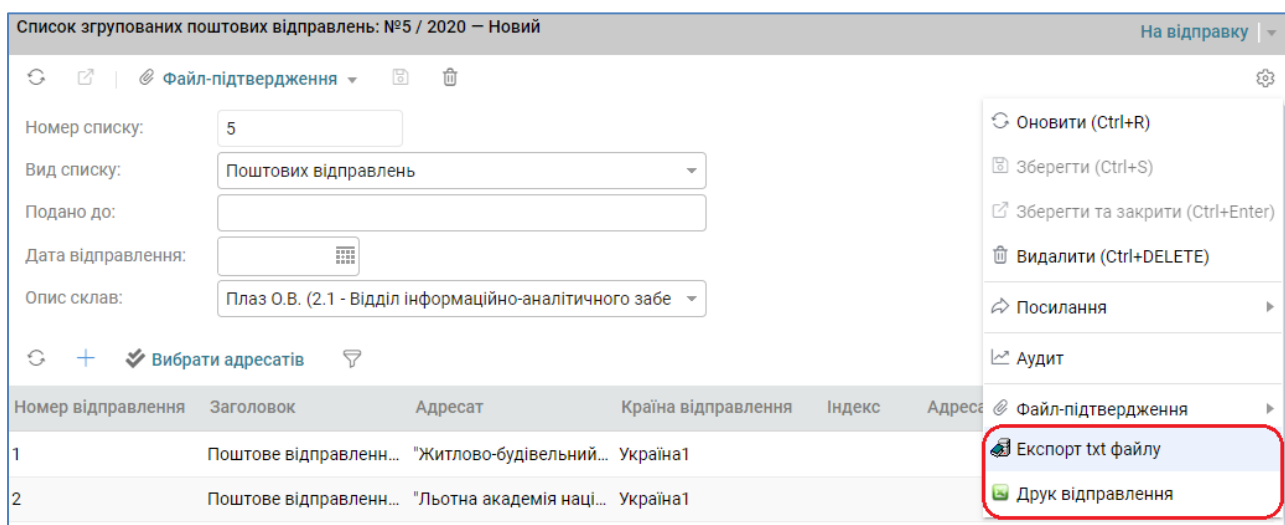 Список згрупованих поштових відправлень: №5 / 2020 — Новий
На відправку
Файл-підтвердження
Номер списку: 5
Вид списку: Поштових відправлень
Подано до:
Дата відправлення:
Опис склав: Плаз О.В. (2.1 - Відділ інформаційно-аналітичного забе
Оновити (Ctrl+R)
Зберегти (Ctrl+S)
Зберегти та закрити (Ctrl+Enter)
Видалити (Ctrl+DELETE)
Посилання
Аудит
Файл-підтвердження
Експорт txt файлу
Друк відправлення
Вибрати адресатів
Номер відправлення Заголовок Адресат Країна відправлення Індекс Адреса
1 Поштове відправленн... "Житлово-будівельний... Україна1
2 Поштове відправленн... "Льотна академія наці... Україна1